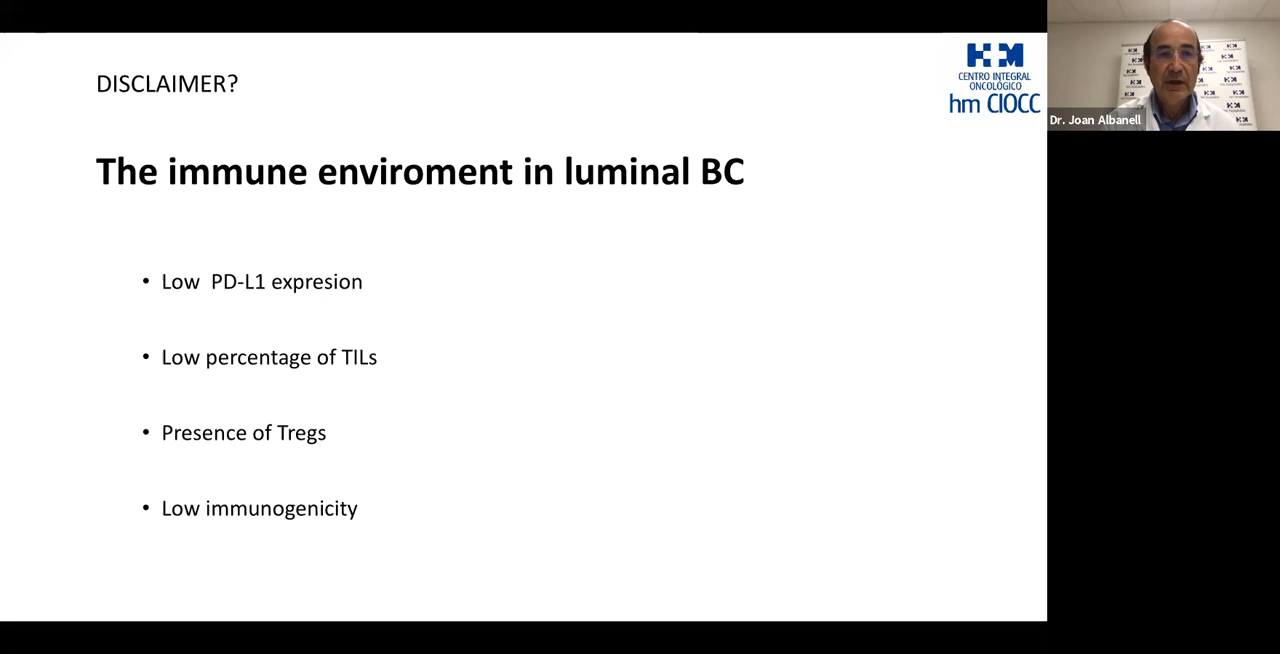 DISCLAIMER?
CENTRO INTEGRAL
ONCOLÓGICO
hm CIOCC
Dr. Joan Albanell
The immune enviroment in luminal BC
• Low  PD-L1 expresion
• Low percentage of TILs
• Presence of Tregs
• Low immunogenicity